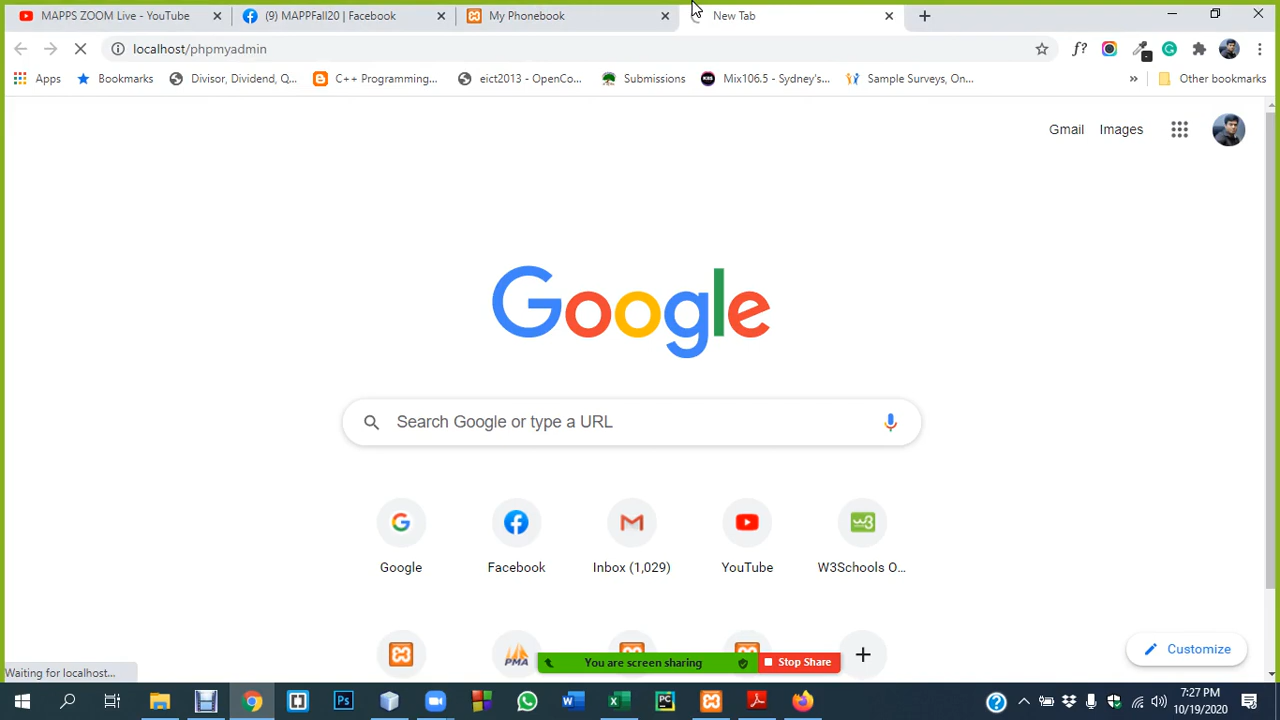 MAPPS ZOOM Live - YouTube
(9) MAPPFall20 | Facebook
My Phonebook
New Tab
localhost/phpmyadmin
f?
Apps
Bookmarks
Divisor, Dividend, Q...
C++ Programming...
eict2013 - OpenCo...
Submissions
KIIS
Mix106.5 - Sydney's...
Sample Surveys, On...
»
Other bookmarks
Gmail
Images
Google
Search Google or type a URL
Google
Facebook
Inbox (1,029)
YouTube
W3Schools O...
PMA
You are screen sharing
Stop Share
Customize
Waiting for localhost...
7:27 PM
10/19/2020